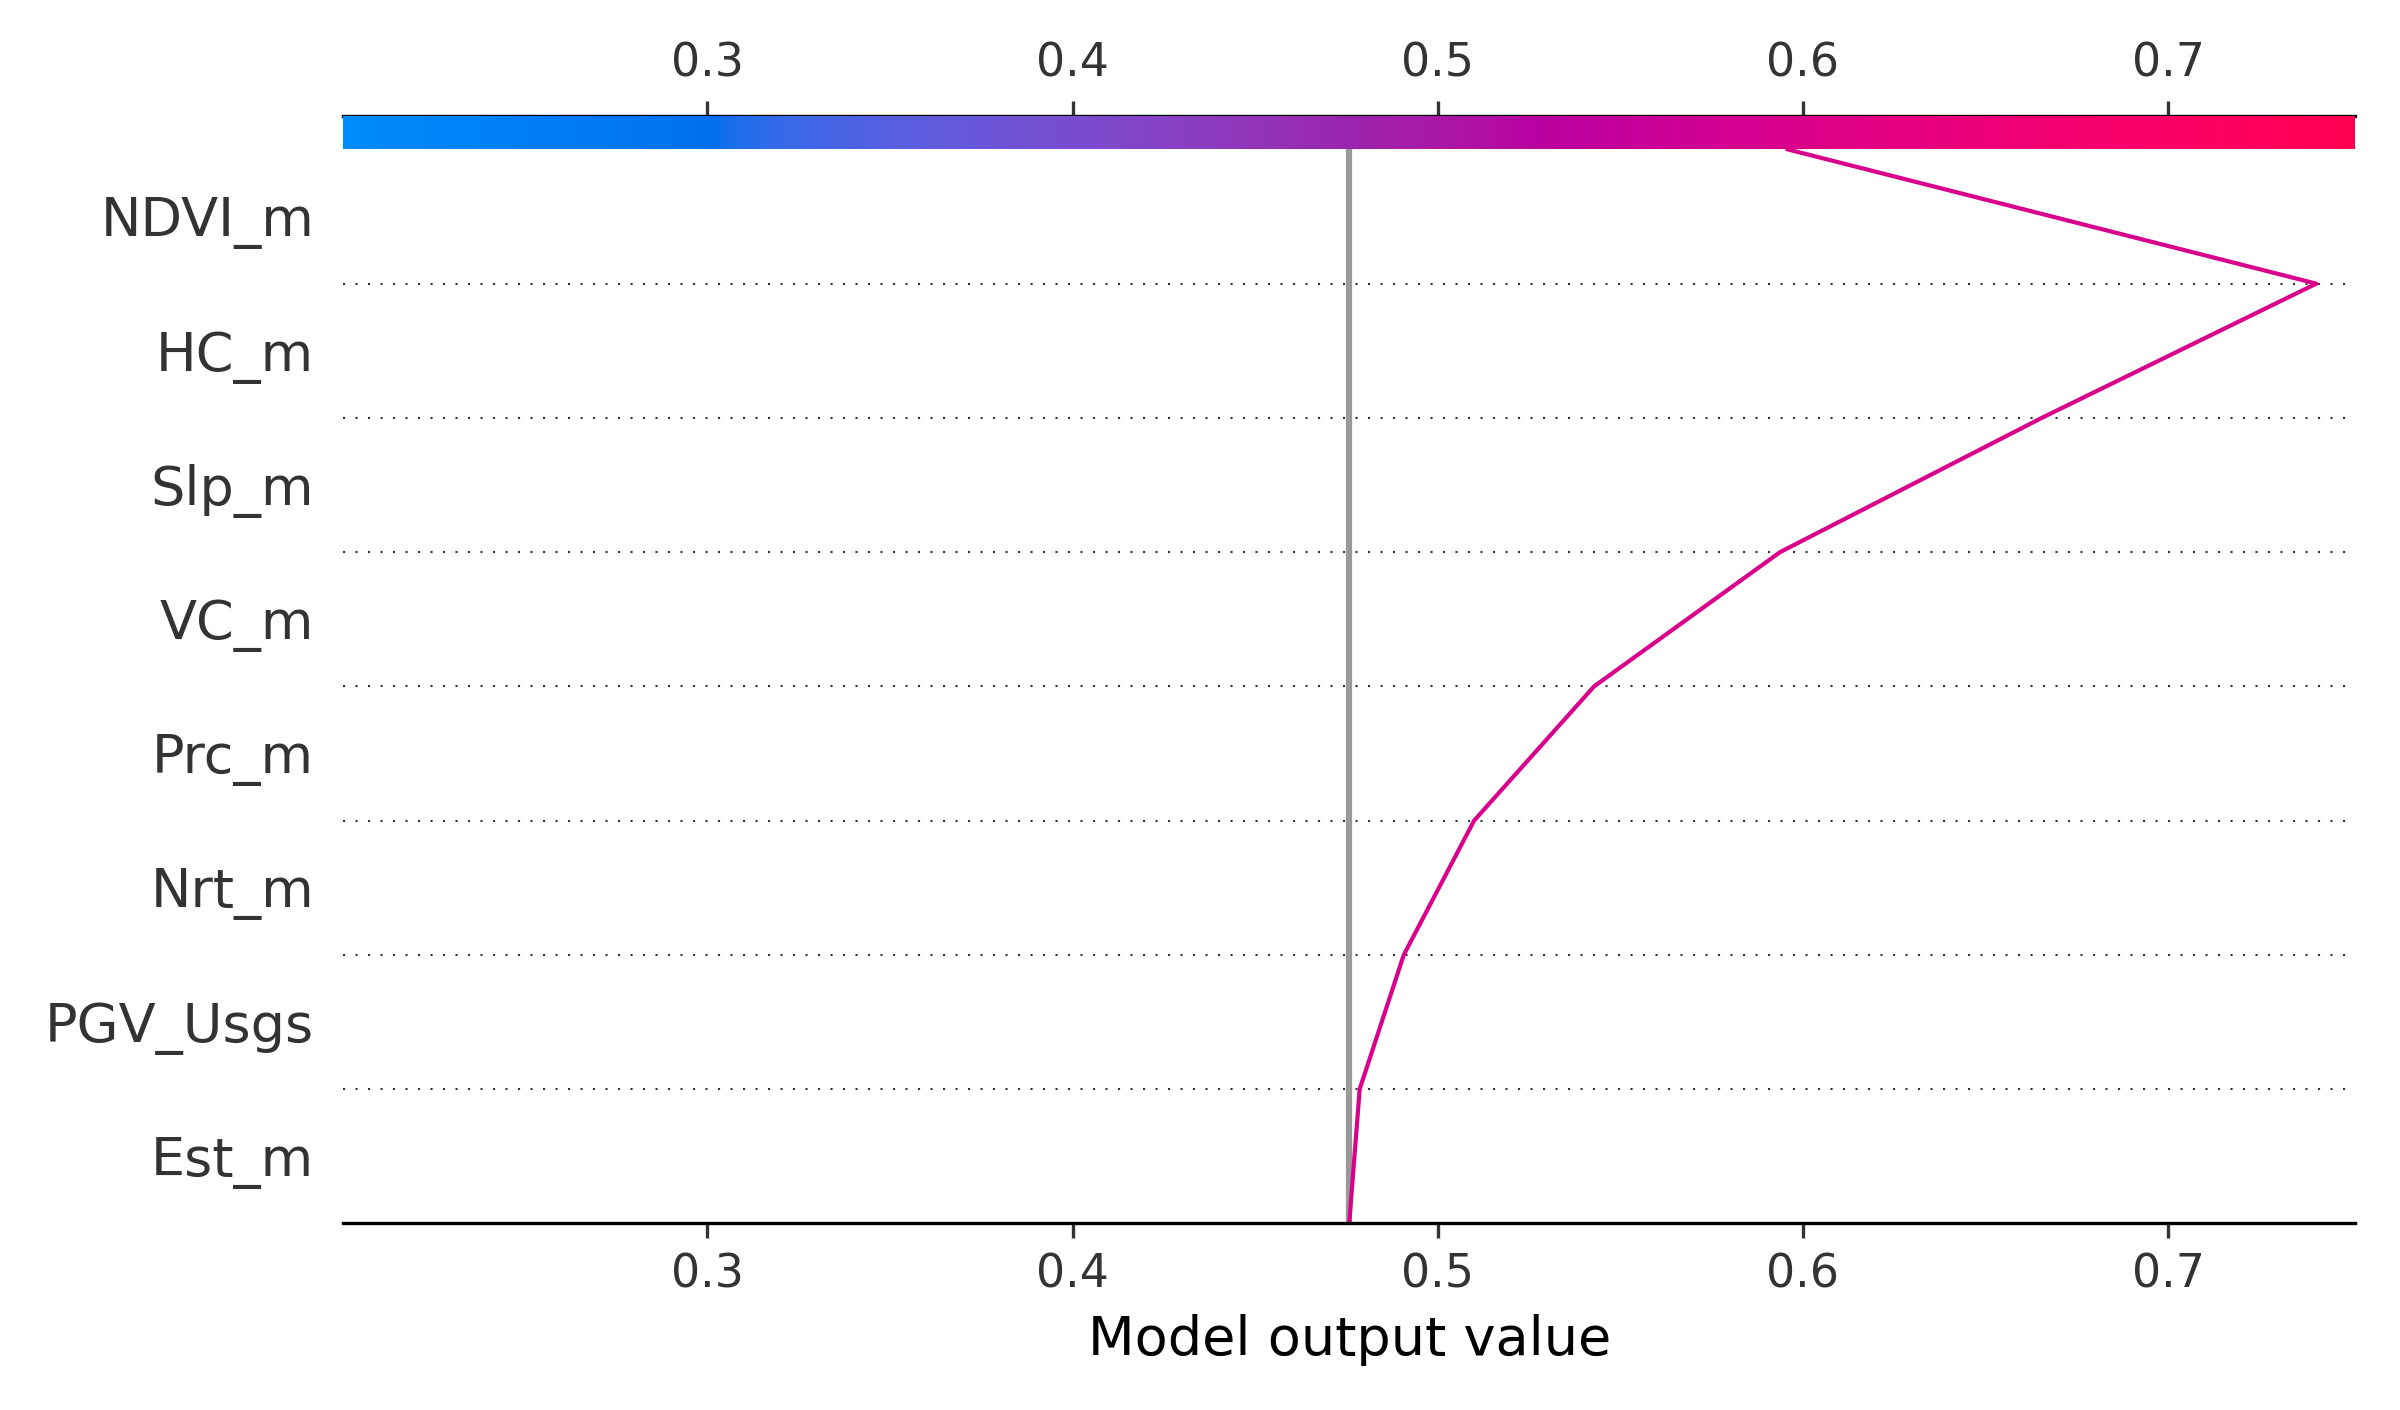 0.3 0.4 0.5 0.6 0.7
NDVI_m
HC_m
Slp_m
VC_m
Prc_m
Nrt_m
PGV_Usgs
Est_m
0.3 0.4 0.5 0.6 0.7
Model output value